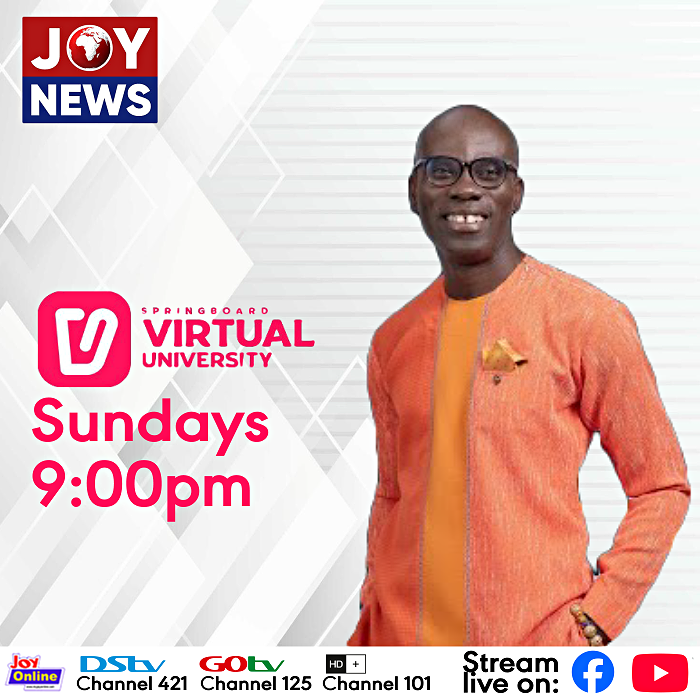 JOY
NEWS
SPRINGBOARD
VIRTUAL
UNIVERSITY
Sundays
9:00pm
JOY
Online
DStv
Channel 421
GOtv
Channel 125
HD +
Channel 101
Stream
live on: